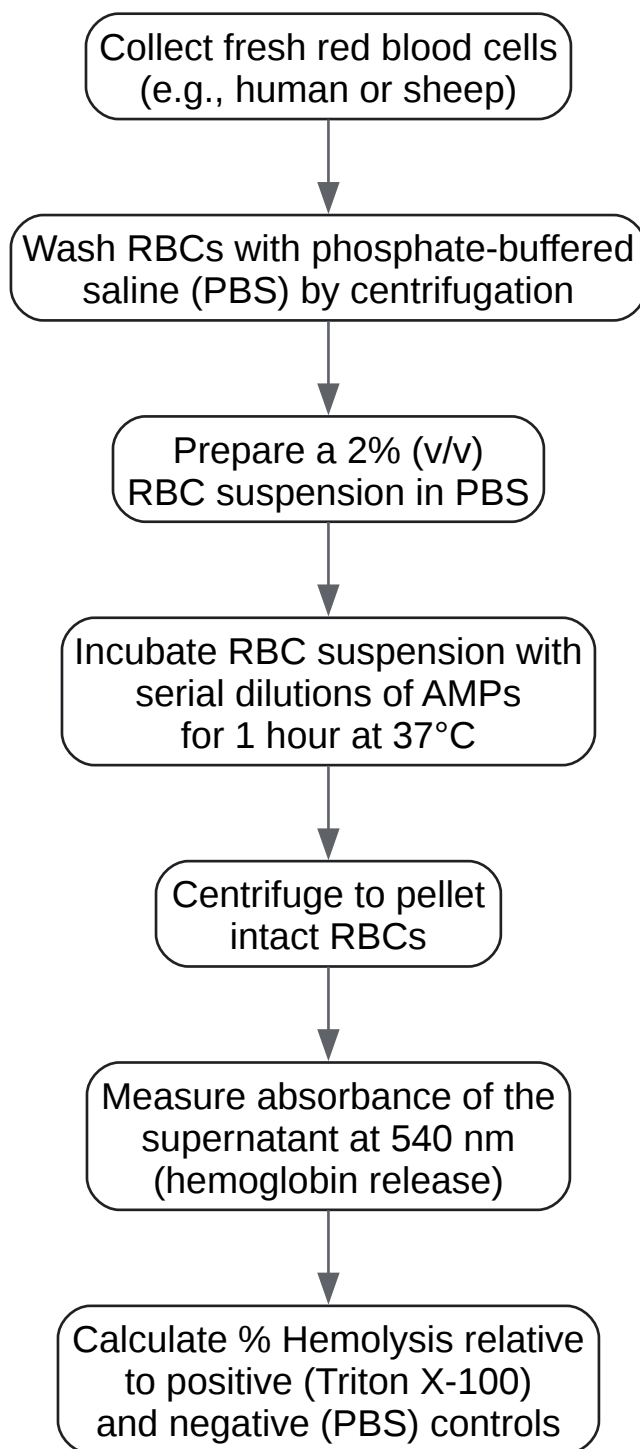 Collect fresh red blood cells
(e.g., human or sheep)
Wash RBCs with phosphate-buffered
saline (PBS) by centrifugation
Prepare a 2% (v/v)
RBC suspension in PBS
Incubate RBC suspension with
serial dilutions of AMPs
for 1 hour at 37°C
Centrifuge to pellet
intact RBCs
Measure absorbance of the
supernatant at 540 nm
(hemoglobin release)
Calculate % Hemolysis relative
to positive (Triton X-100)
and negative (PBS) controls